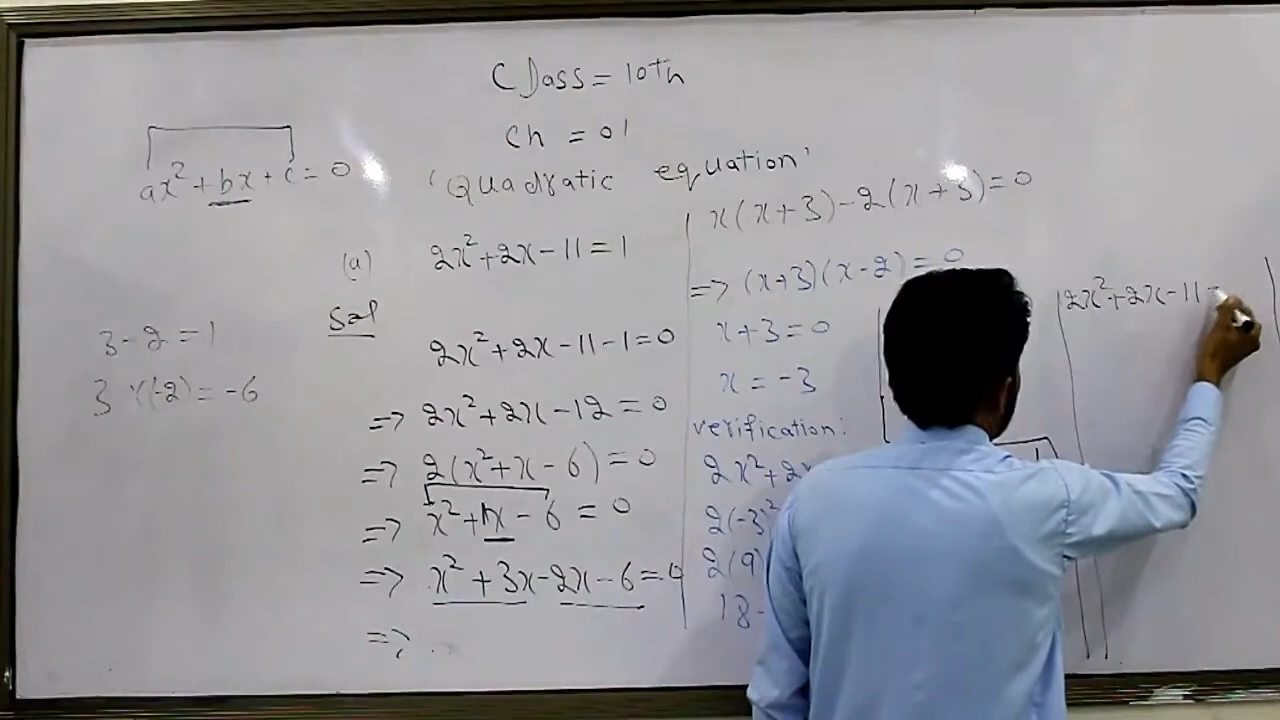 Class = 10th
Ch = 01
"Quadratic equation"
ax² + bx + c = 0
(a) 2x² + 2x - 11 = 1
Sol
2x² + 2x - 11 - 1 = 0
=> 2x² + 2x - 12 = 0
=> 2(x² + x - 6) = 0
=> x² + 1x - 6 = 0
=> x² + 3x - 2x - 6 = 0
=>
3 - 2 = 1
3 × (-2) = -6
x(x + 3) - 2(x + 3) = 0
=> (x + 3)(x - 2) = 0
x + 3 = 0
x = -3
verification:
2x² + 2x
2(-3)²
2(9)
18 -
2x² + 2x - 11 =